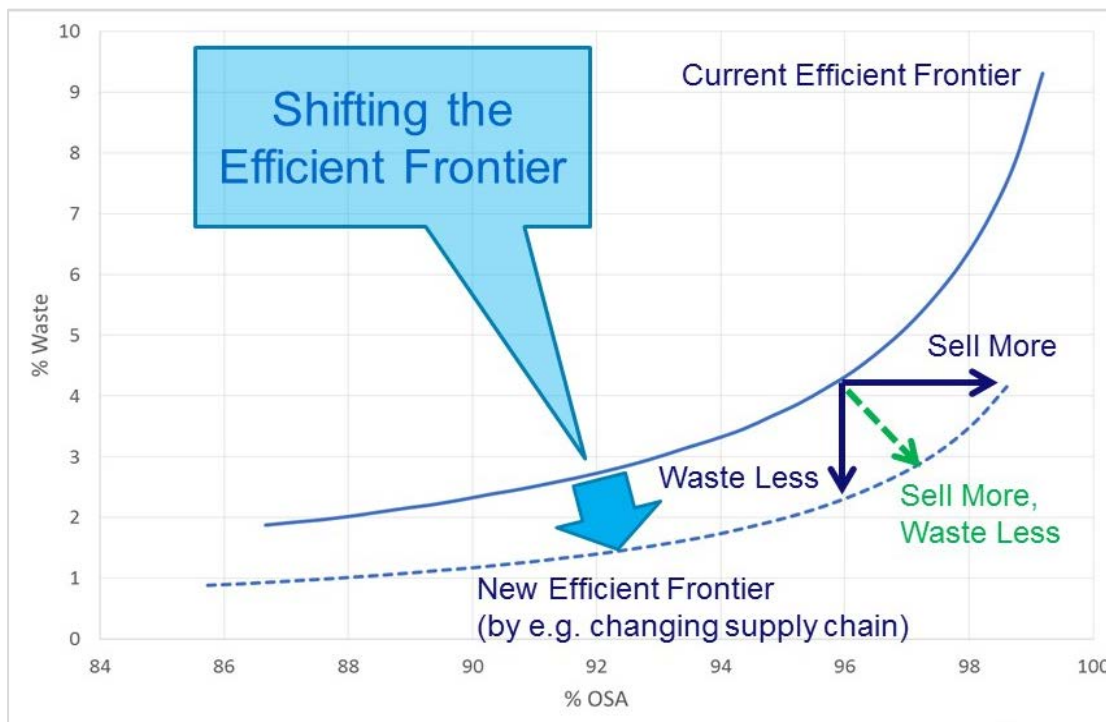 10
9
8
7
6
5
4
3
2
1
0
% Waste
84
86
88
90
92
94
96
98
100
% OSA
Shifting the
Efficient Frontier
Current Efficient Frontier
Sell More
Waste Less
Sell More,
Waste Less
New Efficient Frontier
(by e.g. changing supply chain)